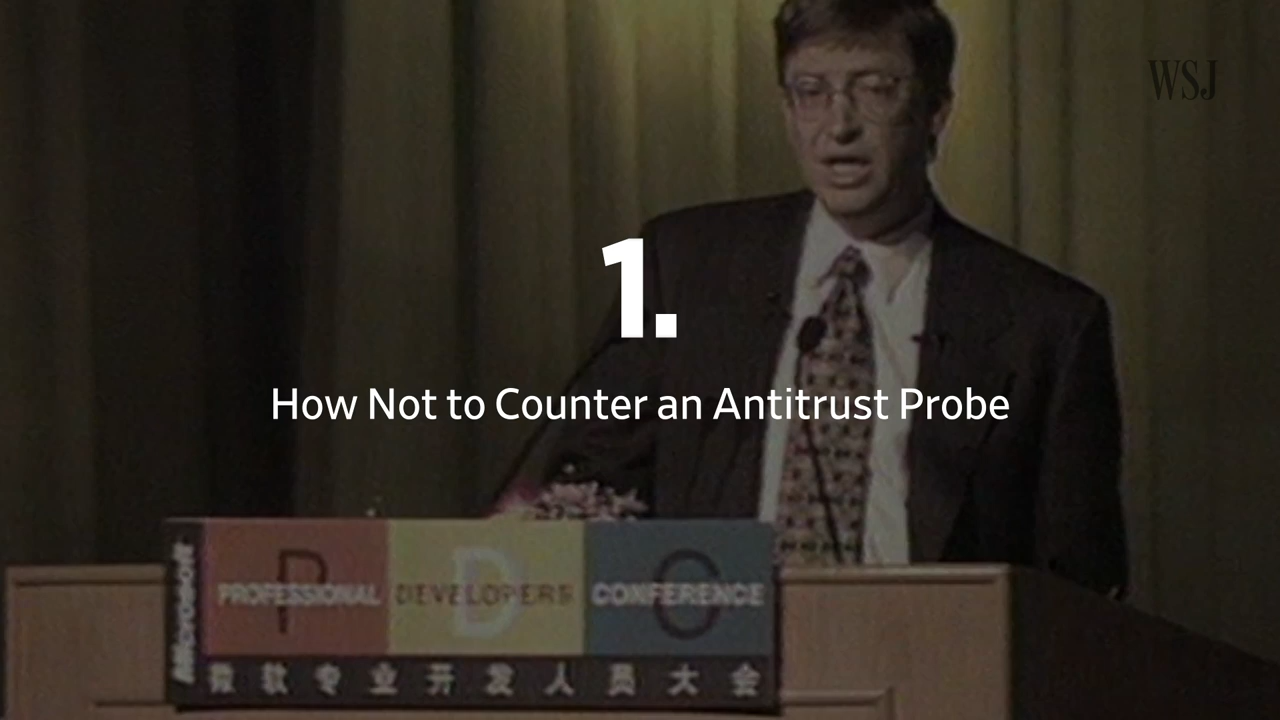 WSJ
1.
How Not to Counter an Antitrust Probe
Microsoft
P D C
PROFESSIONAL DEVELOPERS CONFERENCE
微软专业开发人员大会